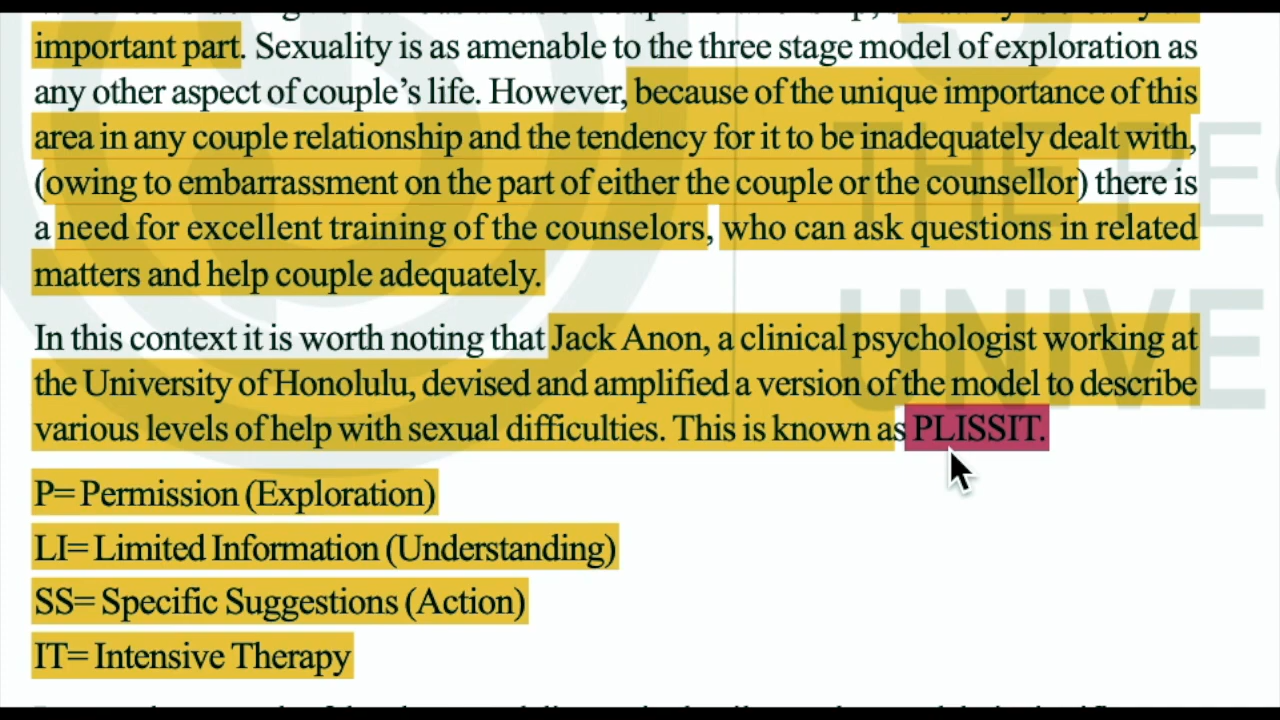 important part. Sexuality is as amenable to the three stage model of exploration as
any other aspect of couple’s life. However, because of the unique importance of this
area in any couple relationship and the tendency for it to be inadequately dealt with,
(owing to embarrassment on the part of either the couple or the counsellor) there is
a need for excellent training of the counselors, who can ask questions in related
matters and help couple adequately.
In this context it is worth noting that Jack Anon, a clinical psychologist working at
the University of Honolulu, devised and amplified a version of the model to describe
various levels of help with sexual difficulties. This is known as PLISSIT.
P= Permission (Exploration)
LI= Limited Information (Understanding)
SS= Specific Suggestions (Action)
IT= Intensive Therapy
THE PE
UNIVE